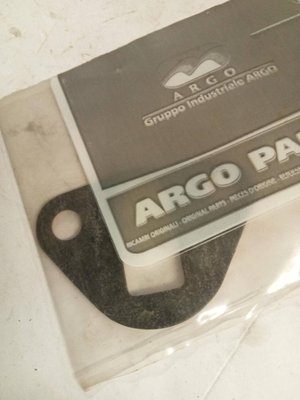 ARGO
Gruppo Industriale ARGO
ARGO PA
RICAMBI ORIGINALI - ORIGINAL PARTS - PIECES D'ORIGINE -